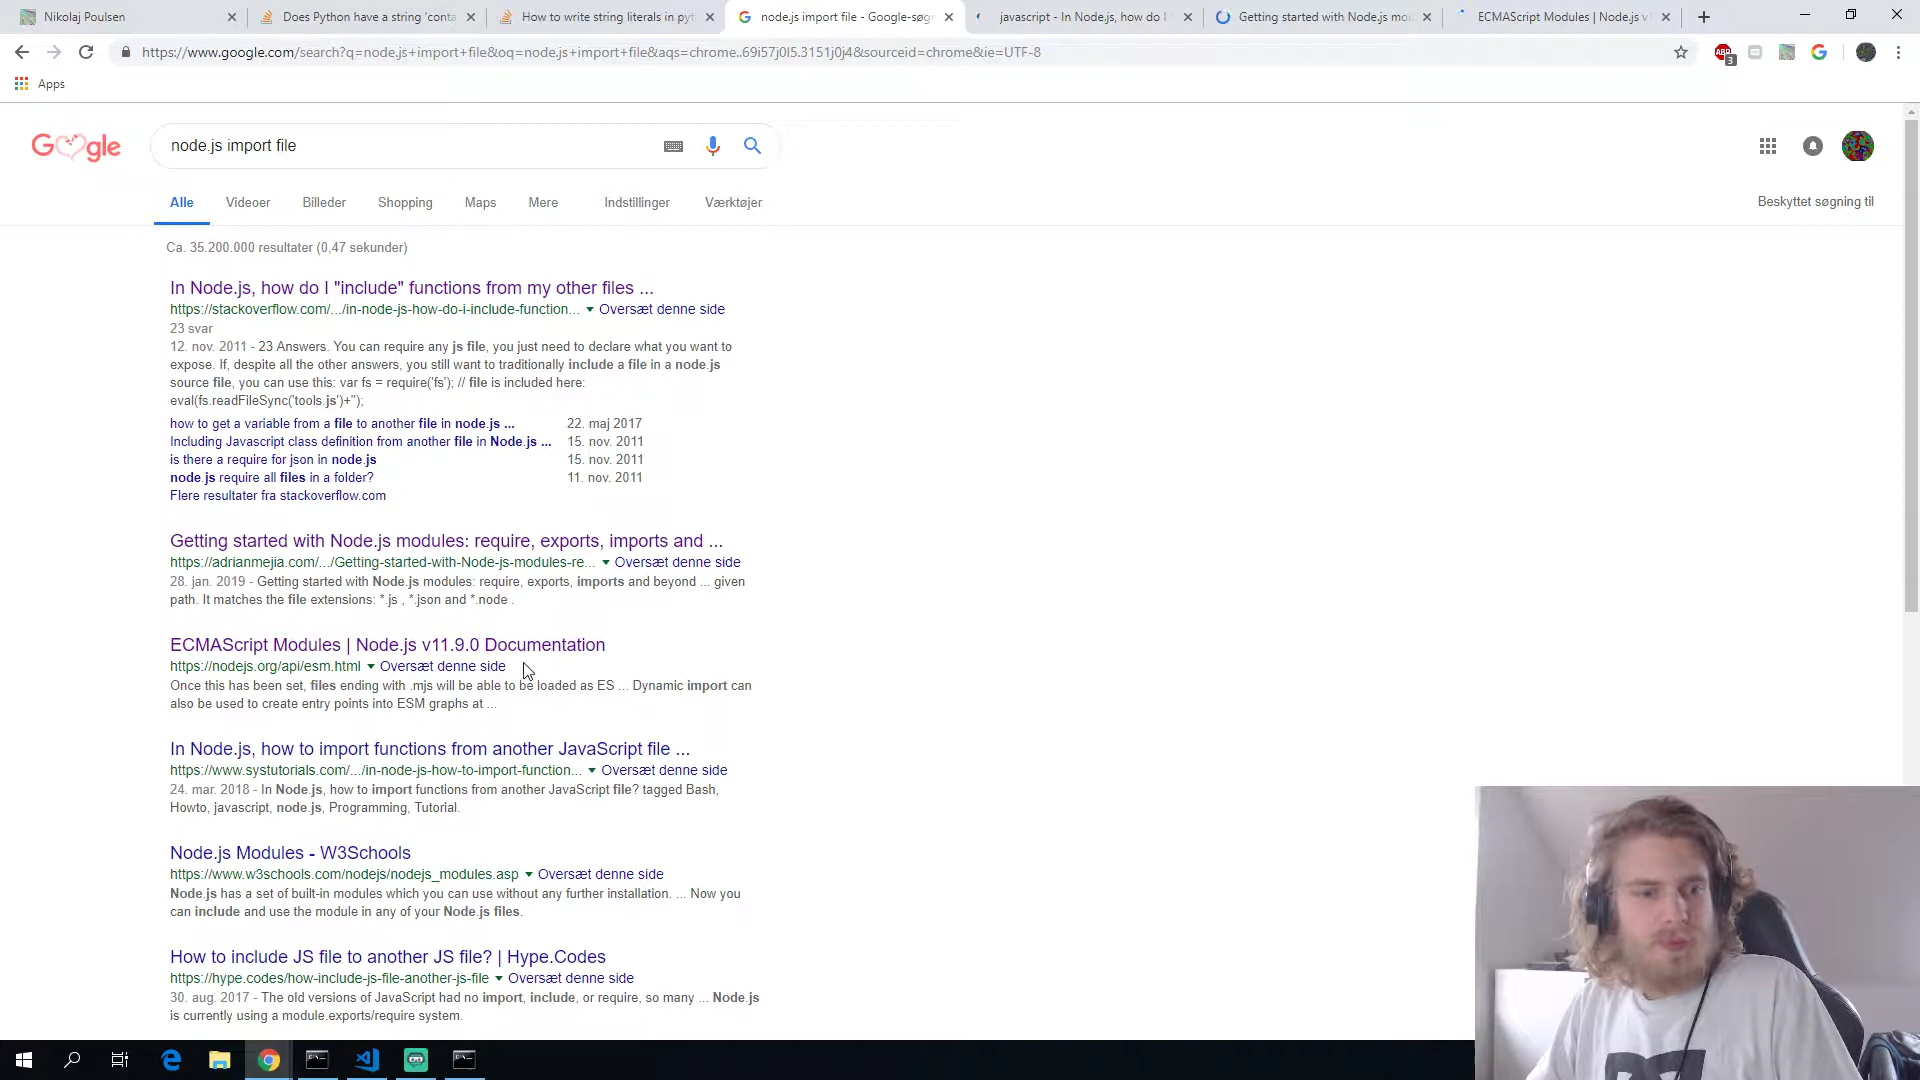 Nikolaj Poulsen
Does Python have a string 'conta
How to write string literals in pyt
node.js import file - Google-søg
javascript - In Node.js, how do I
Getting started with Node.js mod
ECMAScript Modules | Node.js v
https://www.google.com/search?q=node.js+import+file&oq=node.js+import+file&aqs=chrome..69i57j0l5.3151j0j4&sourceid=chrome&ie=UTF-8
ABP
3
Apps
Google
node.js import file
Alle
Videoer
Billeder
Shopping
Maps
Mere
Indstillinger
Værktøjer
Beskyttet søgning til
Ca. 35.200.000 resultater (0,47 sekunder)
In Node.js, how do I "include" functions from my other files ...
https://stackoverflow.com/.../in-node-js-how-do-i-include-function... Oversæt denne side
23 svar
12. nov. 2011 - 23 Answers. You can require any js file, you just need to declare what you want to
expose. If, despite all the other answers, you still want to traditionally include a file in a node.js
source file, you can use this: var fs = require('fs'); // file is included here:
eval(fs.readFileSync('tools.js')+'');
how to get a variable from a file to another file in node.js ... 22. maj 2017
Including Javascript class definition from another file in Node.js ... 15. nov. 2011
is there a require for json in node.js 15. nov. 2011
node.js require all files in a folder? 11. nov. 2011
Flere resultater fra stackoverflow.com
Getting started with Node.js modules: require, exports, imports and ...
https://adrianmejia.com/.../Getting-started-with-Node-js-modules-re... Oversæt denne side
28. jan. 2019 - Getting started with Node.js modules: require, exports, imports and beyond ... given
path. It matches the file extensions: *.js , *.json and *.node .
ECMAScript Modules | Node.js v11.9.0 Documentation
https://nodejs.org/api/esm.html Oversæt denne side
Once this has been set, files ending with .mjs will be able to be loaded as ES ... Dynamic import can
also be used to create entry points into ESM graphs at ...
In Node.js, how to import functions from another JavaScript file ...
https://www.systutorials.com/.../in-node-js-how-to-import-function... Oversæt denne side
24. mar. 2018 - In Node.js, how to import functions from another JavaScript file? tagged Bash,
Howto, javascript, node.js, Programming, Tutorial.
Node.js Modules - W3Schools
https://www.w3schools.com/nodejs/nodejs_modules.asp Oversæt denne side
Node.js has a set of built-in modules which you can use without any further installation. ... Now you
can include and use the module in any of your Node.js files.
How to include JS file to another JS file? | Hype.Codes
https://hype.codes/how-include-js-file-another-js-file Oversæt denne side
30. aug. 2017 - The old versions of JavaScript had no import, include, or require, so many ... Node.js
is currently using a module.exports/require system.